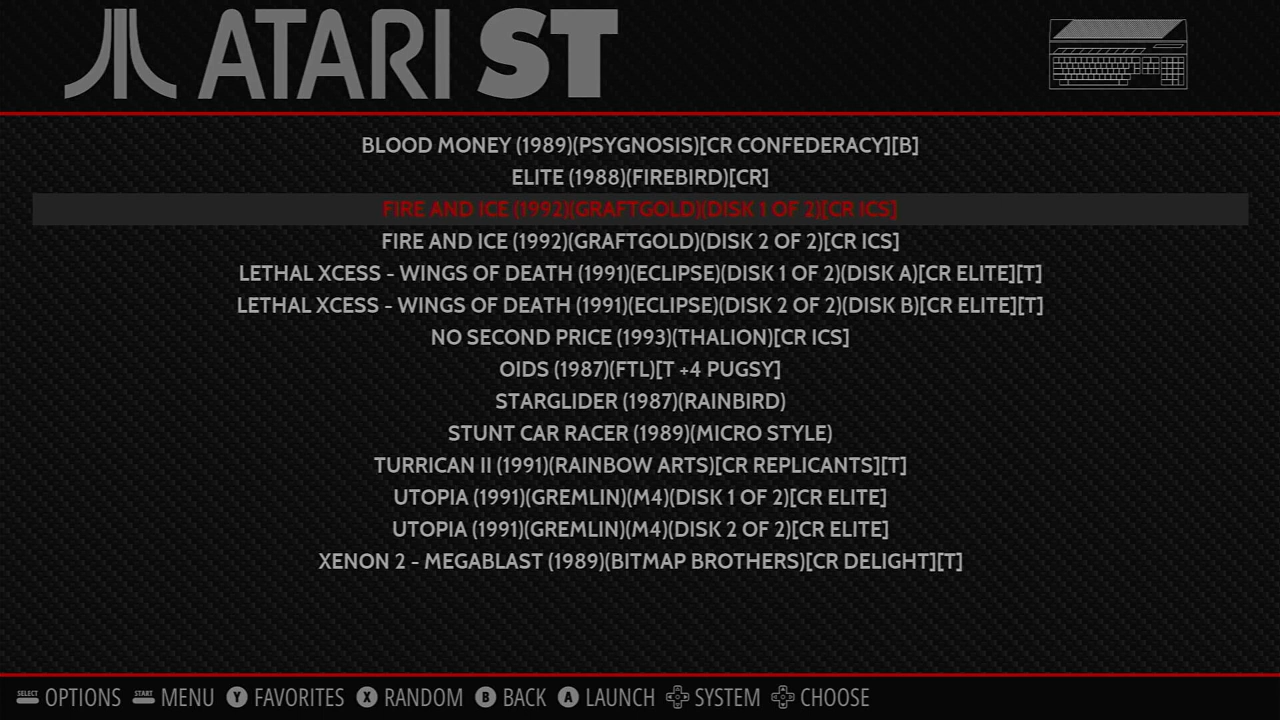 ATARI ST
BLOOD MONEY (1989)(PSYGNOSIS)[CR CONFEDERACY][B]
ELITE (1988)(FIREBIRD)[CR]
FIRE AND ICE (1992)(GRAFTGOLD)(DISK 1 OF 2)[CR ICS]
FIRE AND ICE (1992)(GRAFTGOLD)(DISK 2 OF 2)[CR ICS]
LETHAL XCESS - WINGS OF DEATH (1991)(ECLIPSE)(DISK 1 OF 2)(DISK A)[CR ELITE][T]
LETHAL XCESS - WINGS OF DEATH (1991)(ECLIPSE)(DISK 2 OF 2)(DISK B)[CR ELITE][T]
NO SECOND PRICE (1993)(THALION)[CR ICS]
OIDS (1987)(FTL)[T +4 PUGSY]
STARGLIDER (1987)(RAINBIRD)
STUNT CAR RACER (1989)(MICRO STYLE)
TURRICAN II (1991)(RAINBOW ARTS)[CR REPLICANTS][T]
UTOPIA (1991)(GREMLIN)(M4)(DISK 1 OF 2)[CR ELITE]
UTOPIA (1991)(GREMLIN)(M4)(DISK 2 OF 2)[CR ELITE]
XENON 2 - MEGABLAST (1989)(BITMAP BROTHERS)[CR DELIGHT][T]
SELECT OPTIONS START MENU Y FAVORITES X RANDOM B BACK A LAUNCH SYSTEM CHOOSE